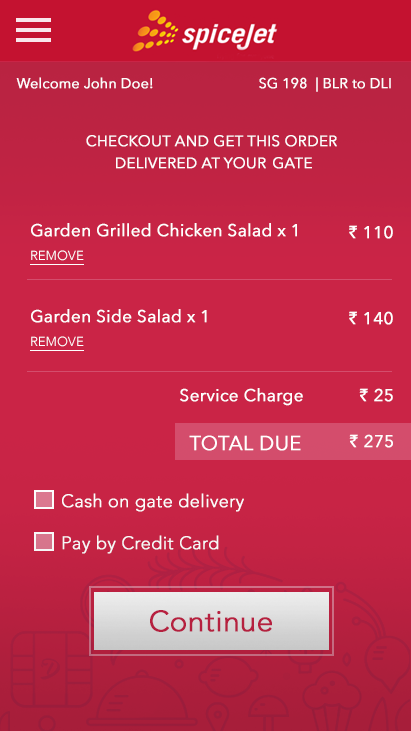 spicejet
Welcome John Doe! SG 198 | BLR to DLI
CHECKOUT AND GET THIS ORDER
DELIVERED AT YOUR GATE
Garden Grilled Chicken Salad x 1 ₹ 110
REMOVE
Garden Side Salad x 1 ₹ 140
REMOVE
Service Charge ₹ 25
TOTAL DUE ₹ 275
Cash on gate delivery
Pay by Credit Card
Continue